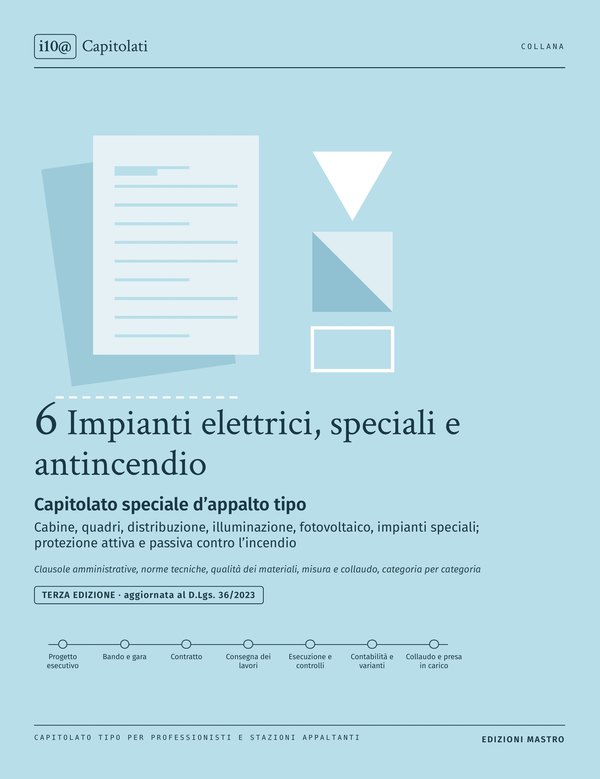 i10@ Capitolati
COLLANA
6 Impianti elettrici, speciali e
antincendio
Capitolato speciale d’appalto tipo
Cabine, quadri, distribuzione, illuminazione, fotovoltaico, impianti speciali;
protezione attiva e passiva contro l’incendio
Clausole amministrative, norme tecniche, qualità dei materiali, misura e collaudo, categoria per categoria
TERZA EDIZIONE · aggiornata al D.Lgs. 36/2023
Progetto
esecutivo
Bando e gara
Contratto
Consegna dei
lavori
Esecuzione e
controlli
Contabilità e
varianti
Collaudo e presa
in carico
CAPITOLATO TIPO PER PROFESSIONISTI E STAZIONI APPALTANTI
EDIZIONI MASTRO